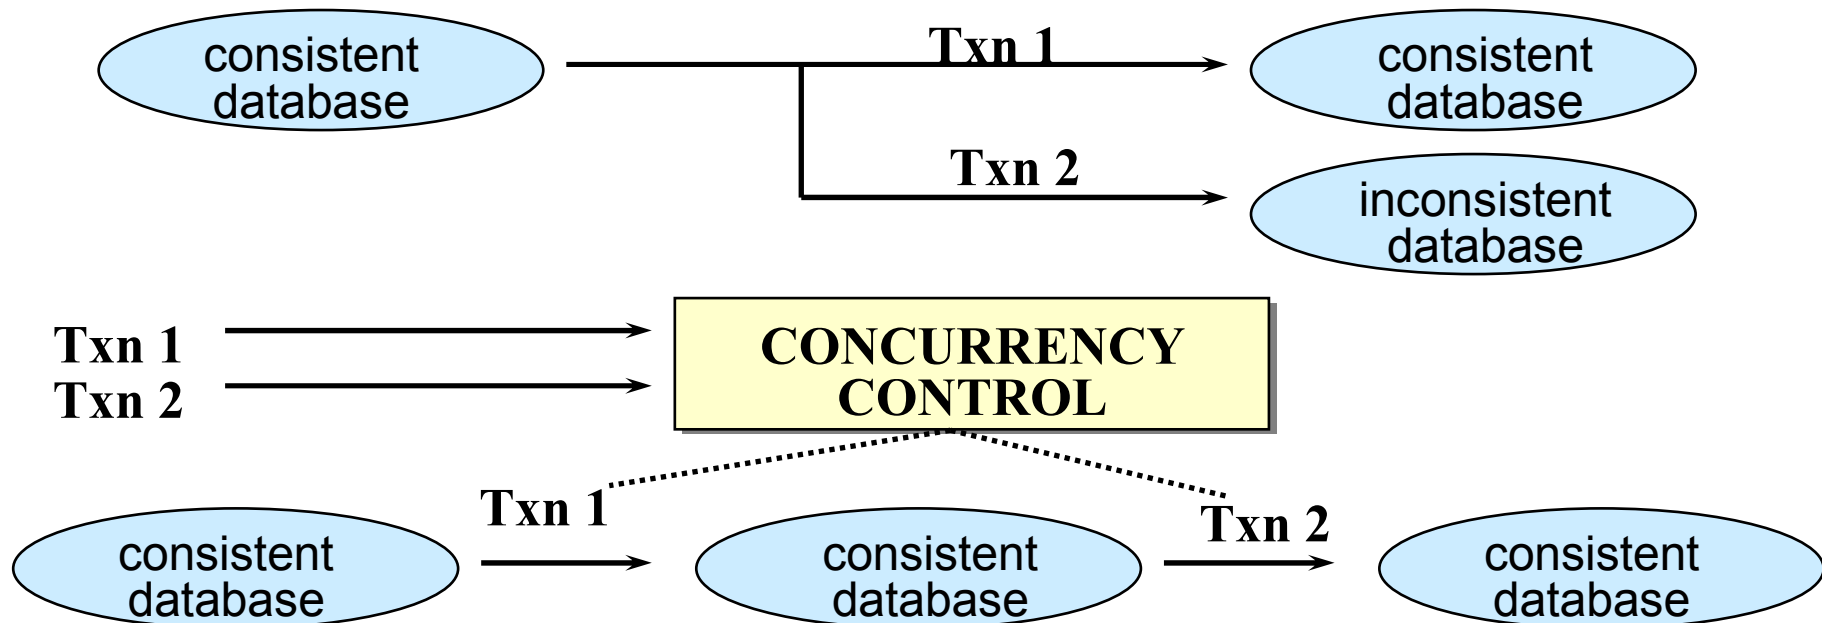 consistent
database
Txn 1
consistent
database
Txn 2
inconsistent
database
Txn 1
Txn 2
CONCURRENCY
CONTROL
Txn 1
Txn 2
consistent
database
consistent
database
consistent
database